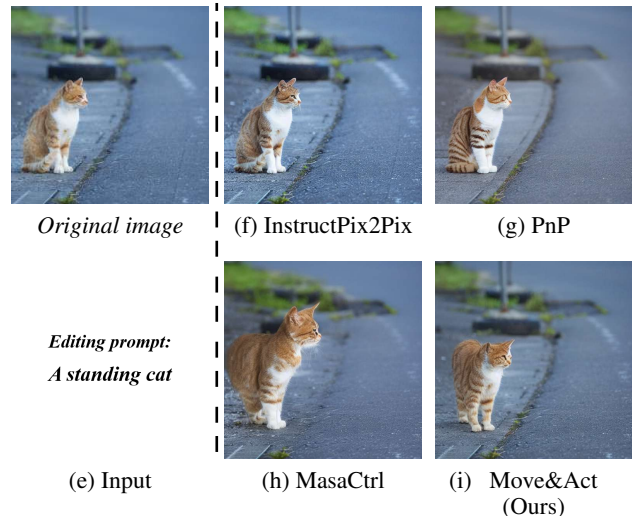 Original image
(f) InstructPix2Pix
(g) PnP
Editing prompt:
A standing cat
(e) Input
(h) MasaCtrl
(i) Move&Act
(Ours)